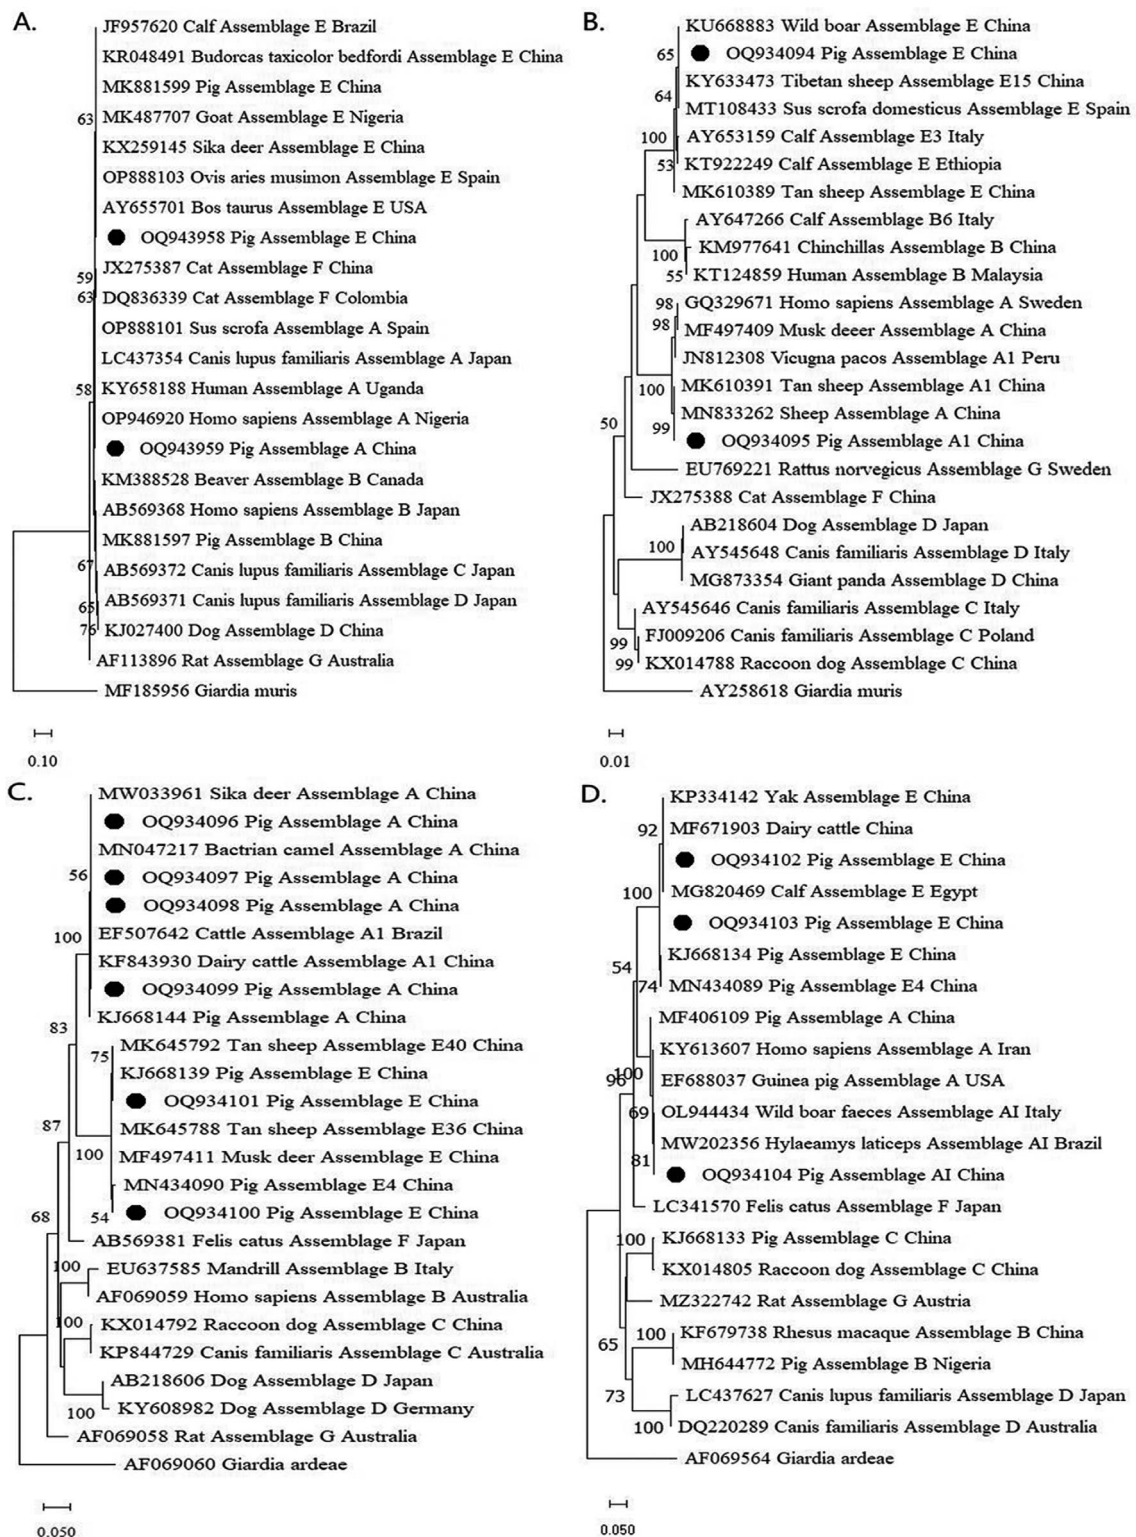 A.
JF957620 Calf Assemblage E Brazil
KR048491 Budorcas taxicolor bedfordi Assemblage E China
MK881599 Pig Assemblage E China
63
MK487707 Goat Assemblage E Nigeria
KX259145 Sika deer Assemblage E China
OP888103 Ovis aries musimon Assemblage E Spain
AY655701 Bos taurus Assemblage E USA
OQ943958 Pig Assemblage E China
JX275387 Cat Assemblage F China
59
63
DQ836339 Cat Assemblage F Colombia
OP888101 Sus scrofa Assemblage A Spain
LC437354 Canis lupus familiaris Assemblage A Japan
58
KY658188 Human Assemblage A Uganda
OP946920 Homo sapiens Assemblage A Nigeria
OQ943959 Pig Assemblage A China
KM388528 Beaver Assemblage B Canada
AB569368 Homo sapiens Assemblage B Japan
MK881597 Pig Assemblage B China
67
AB569372 Canis lupus familiaris Assemblage C Japan
65
AB569371 Canis lupus familiaris Assemblage D Japan
76
KJ027400 Dog Assemblage D China
AF113896 Rat Assemblage G Australia
MF185956 Giardia muris
0.10
B.
KU668883 Wild boar Assemblage E China
65
OQ934094 Pig Assemblage E China
KY633473 Tibetan sheep Assemblage E15 China
64
MT108433 Sus scrofa domesticus Assemblage E Spain
100
AY653159 Calf Assemblage E3 Italy
53
KT922249 Calf Assemblage E Ethiopia
MK610389 Tan sheep Assemblage E China
AY647266 Calf Assemblage B6 Italy
100
KM977641 Chinchillas Assemblage B China
55
KT124859 Human Assemblage B Malaysia
98
GQ329671 Homo sapiens Assemblage A Sweden
98
MF497409 Musk deeer Assemblage A China
JN812308 Vicugna pacos Assemblage A1 Peru
100
MK610391 Tan sheep Assemblage A1 China
MN833262 Sheep Assemblage A China
50
99
OQ934095 Pig Assemblage A1 China
EU769221 Rattus norvegicus Assemblage G Sweden
JX275388 Cat Assemblage F China
AB218604 Dog Assemblage D Japan
100
AY545648 Canis familiaris Assemblage D Italy
MG873354 Giant panda Assemblage D China
AY545646 Canis familiaris Assemblage C Italy
99
FJ009206 Canis familiaris Assemblage C Poland
99
KX014788 Raccoon dog Assemblage C China
AY258618 Giardia muris
0.01
C.
MW033961 Sika deer Assemblage A China
OQ934096 Pig Assemblage A China
MN047217 Bactrian camel Assemblage A China
56
OQ934097 Pig Assemblage A China
OQ934098 Pig Assemblage A China
100
EF507642 Cattle Assemblage A1 Brazil
KF843930 Dairy cattle Assemblage A1 China
OQ934099 Pig Assemblage A China
KJ668144 Pig Assemblage A China
83
75
MK645792 Tan sheep Assemblage E40 China
KJ668139 Pig Assemblage E China
OQ934101 Pig Assemblage E China
87
MK645788 Tan sheep Assemblage E36 China
100
MF497411 Musk deer Assemblage E China
MN434090 Pig Assemblage E4 China
68
54
OQ934100 Pig Assemblage E China
AB569381 Felis catus Assemblage F Japan
100
EU637585 Mandrill Assemblage B Italy
AF069059 Homo sapiens Assemblage B Australia
100
KX014792 Raccoon dog Assemblage C China
KP844729 Canis familiaris Assemblage C Australia
AB218606 Dog Assemblage D Japan
100
KY608982 Dog Assemblage D Germany
AF069058 Rat Assemblage G Australia
AF069060 Giardia ardeae
0.050
D.
KP334142 Yak Assemblage E China
92
MF671903 Dairy cattle China
OQ934102 Pig Assemblage E China
100
MG820469 Calf Assemblage E Egypt
OQ934103 Pig Assemblage E China
KJ668134 Pig Assemblage E China
54
74
MN434089 Pig Assemblage E4 China
MF406109 Pig Assemblage A China
KY613607 Homo sapiens Assemblage A Iran
96
100
EF688037 Guinea pig Assemblage A USA
69
OL944434 Wild boar faeces Assemblage AI Italy
MW202356 Hylaeamys laticeps Assemblage AI Brazil
81
OQ934104 Pig Assemblage AI China
LC341570 Felis catus Assemblage F Japan
100
KJ668133 Pig Assemblage C China
KX014805 Raccoon dog Assemblage C China
MZ322742 Rat Assemblage G Austria
65
100
KF679738 Rhesus macaque Assemblage B China
MH644772 Pig Assemblage B Nigeria
73
LC437627 Canis lupus familiaris Assemblage D Japan
100
DQ220289 Canis familiaris Assemblage D Australia
AF069564 Giardia ardeae
0.050